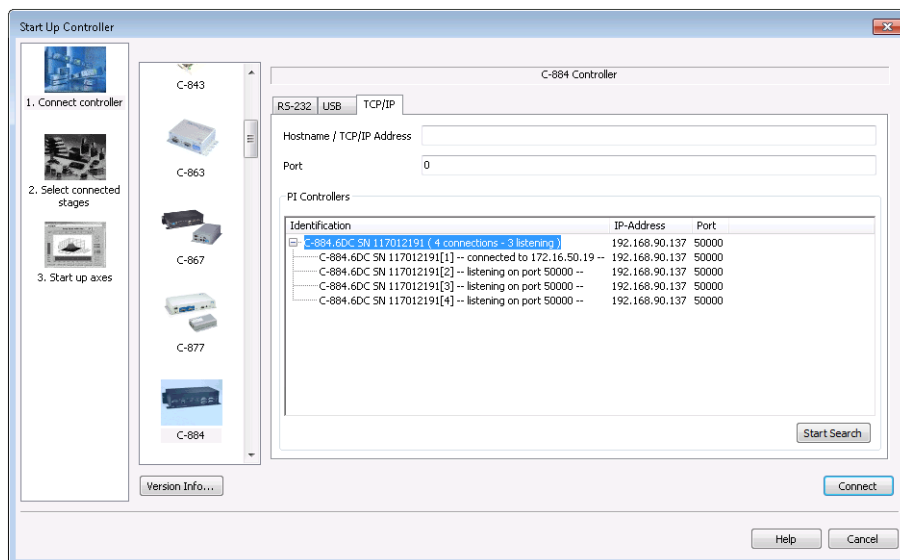 Start Up Controller
1. Connect controller
2. Select connected
stages
3. Start up axes
C-843
C-863
C-867
C-877
C-884
Version Info...
C-884 Controller
RS-232 USB TCP/IP
Hostname / TCP/IP Address
Port 0
PI Controllers
Identification IP-Address Port
C-884.6DC SN 117012191 ( 4 connections - 3 listening ) 192.168.90.137 50000
C-884.6DC SN 117012191[1] -- connected to 172.16.50.19 -- 192.168.90.137 50000
C-884.6DC SN 117012191[2] -- listening on port 50000 -- 192.168.90.137 50000
C-884.6DC SN 117012191[3] -- listening on port 50000 -- 192.168.90.137 50000
C-884.6DC SN 117012191[4] -- listening on port 50000 -- 192.168.90.137 50000
Start Search
Connect
Help Cancel